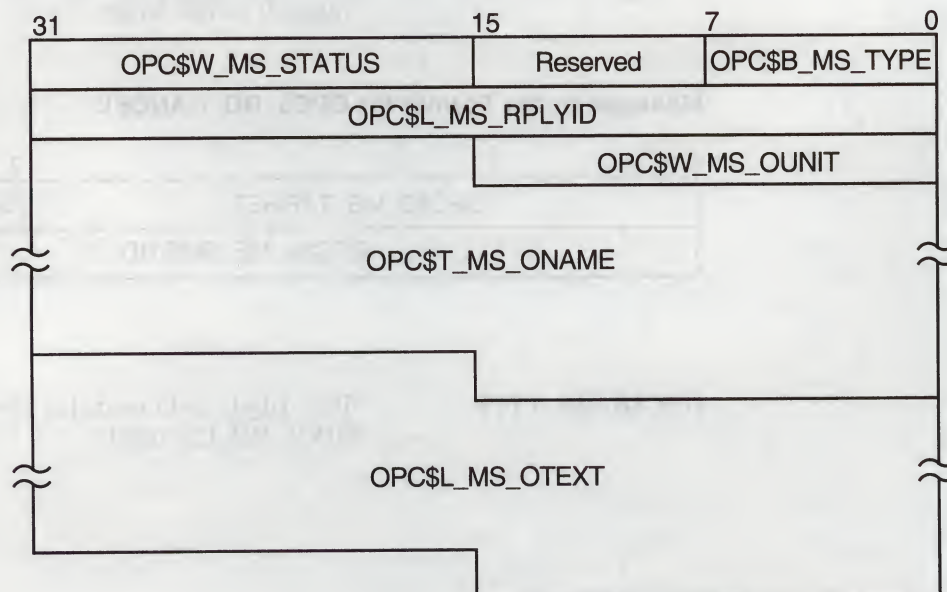 31 15 7 0
OPC$W_MS_STATUS Reserved OPC$B_MS_TYPE
OPC$L_MS_RPLYID
OPC$W_MS_OUNIT
OPC$T_MS_ONAME
OPC$L_MS_OTEXT